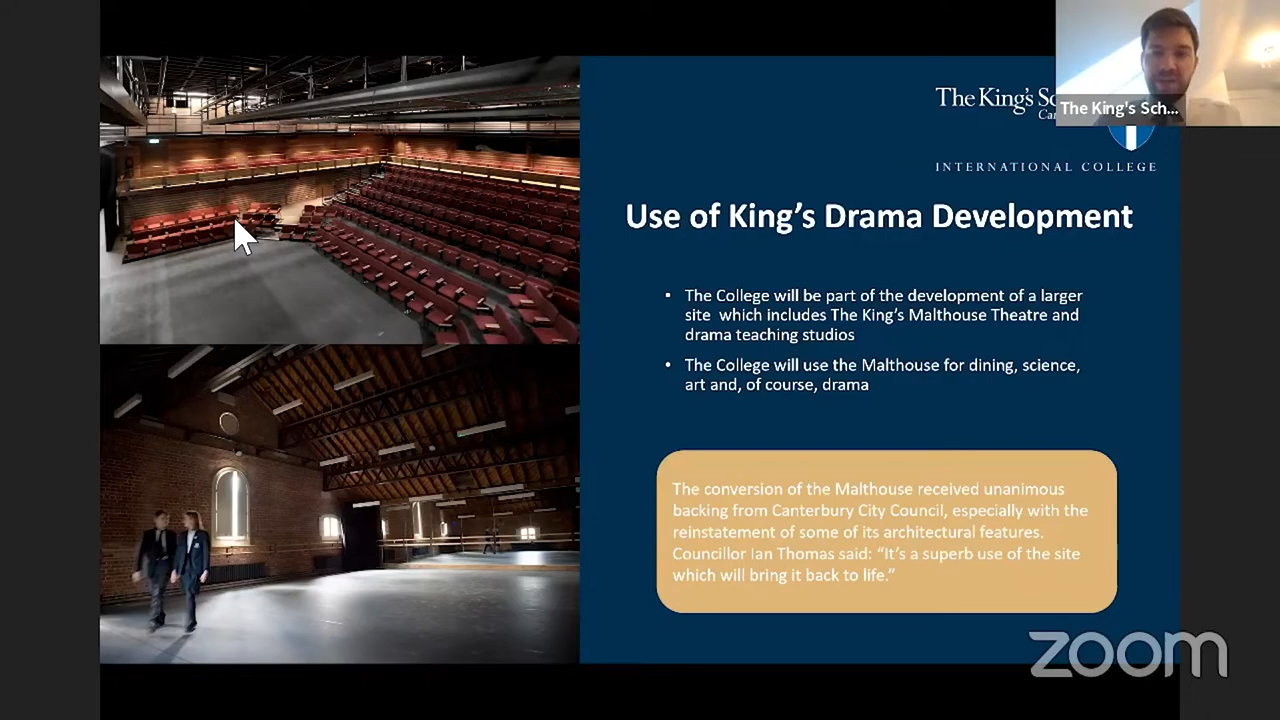 The King's
The King's Sch...
INTERNATIONAL COLLEGE
Use of King's Drama Development
▪ The College will be part of the development of a larger
site which includes The King's Malthouse Theatre and
drama teaching studios
• The College will use the Malthouse for dining, science,
art and, of course, drama
The conversion of the Malthouse received unanimous
backing from Canterbury City Council, especially with the
reinstatement of some of its architectural features.
Councillor Ian Thomas said: “It’s a superb use of the site
which will bring it back to life.”
zoom